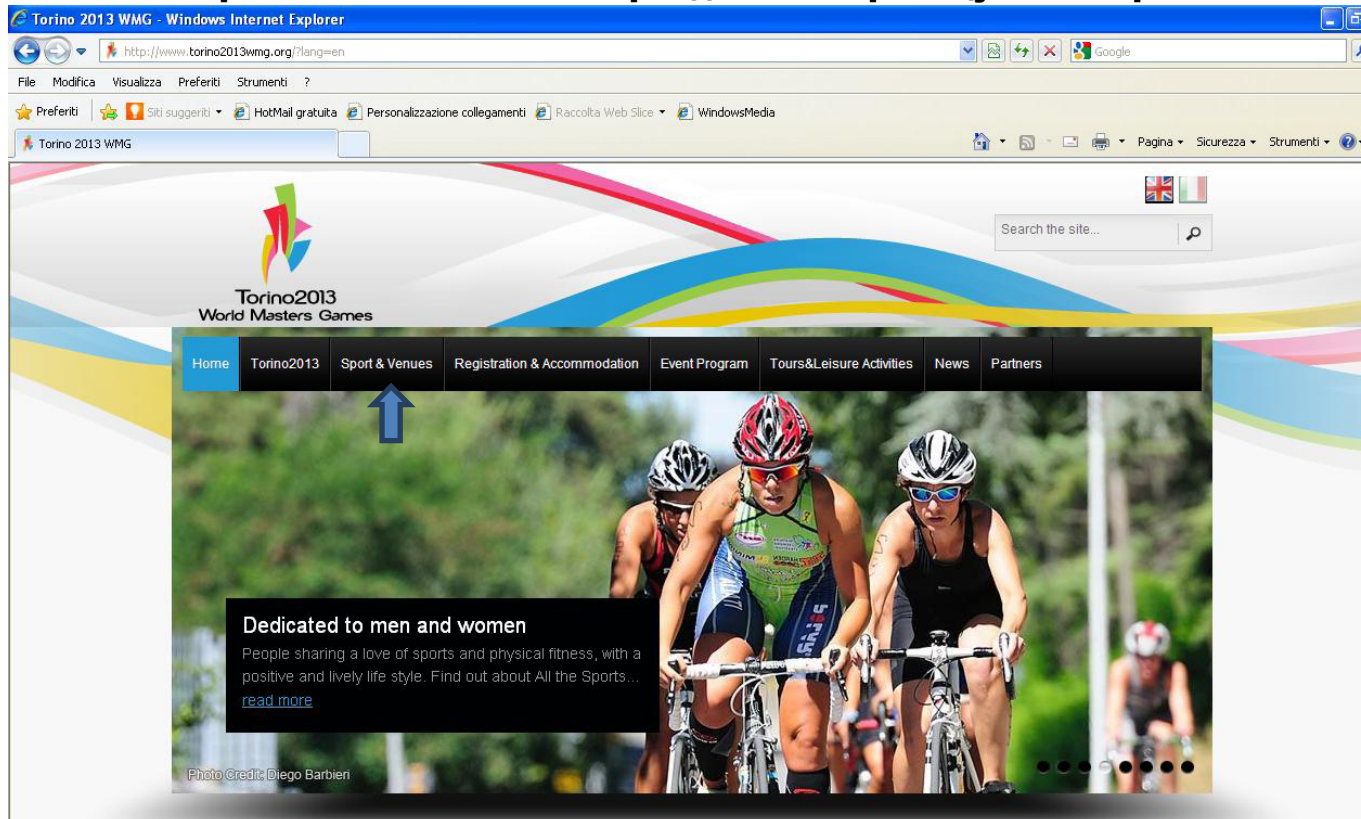 Torino 2013 WMG - Windows Internet Explorer
http://www.torino2013wmg.org/?lang=en
Google
File Modifica Visualizza Preferiti Strumenti ?
Preferiti Siti suggeriti HotMail gratuita Personalizzazione collegamenti Raccolta Web Slice WindowsMedia
Torino 2013 WMG
Pagina Sicurezza Strumenti
Search the site...
Torino2013
World Masters Games
Home Torino2013 Sport & Venues Registration & Accommodation Event Program Tours&Leisure Activities News Partners
Dedicated to men and women
People sharing a love of sports and physical fitness, with a
positive and lively life style. Find out about All the Sports...
read more
Photo Credit: Diego Barbieri